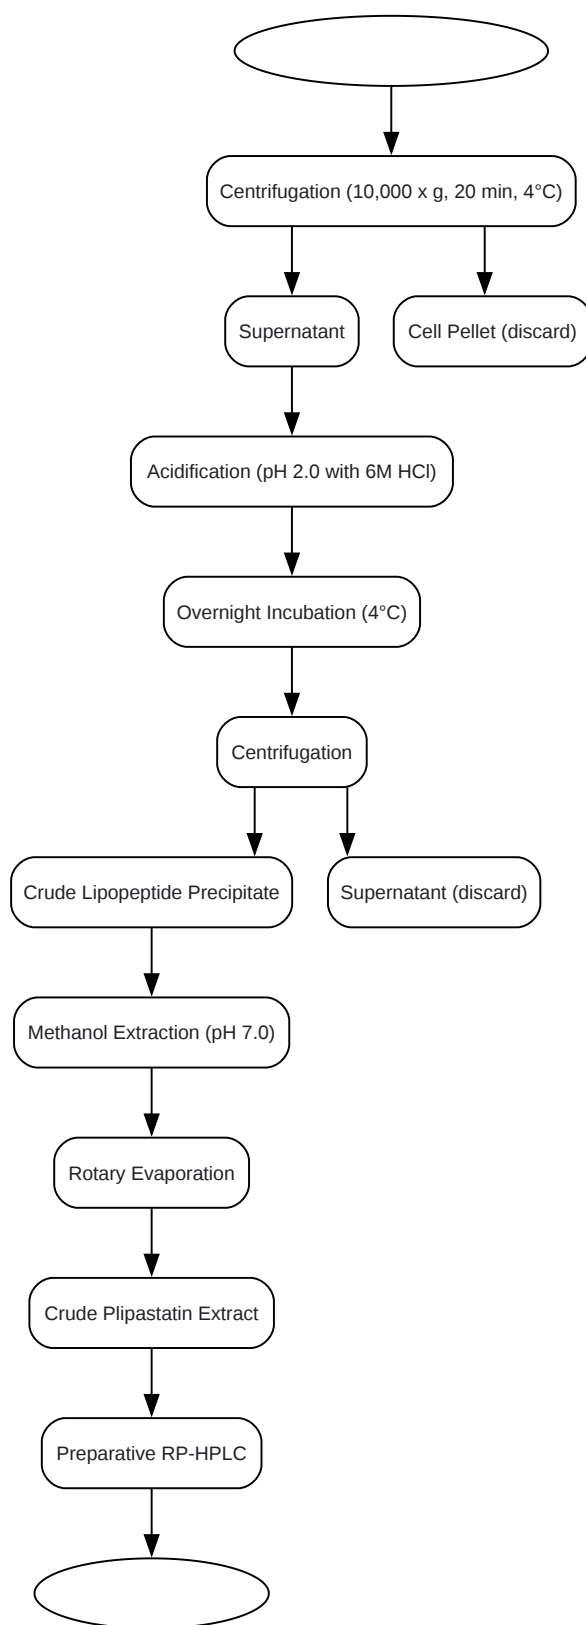 Centrifugation (10,000 x g, 20 min, 4°C)
Supernatant
Cell Pellet (discard)
Acidification (pH 2.0 with 6M HCl)
Overnight Incubation (4°C)
Centrifugation
Crude Lipopeptide Precipitate
Supernatant (discard)
Methanol Extraction (pH 7.0)
Rotary Evaporation
Crude Plipastatin Extract
Preparative RP-HPLC